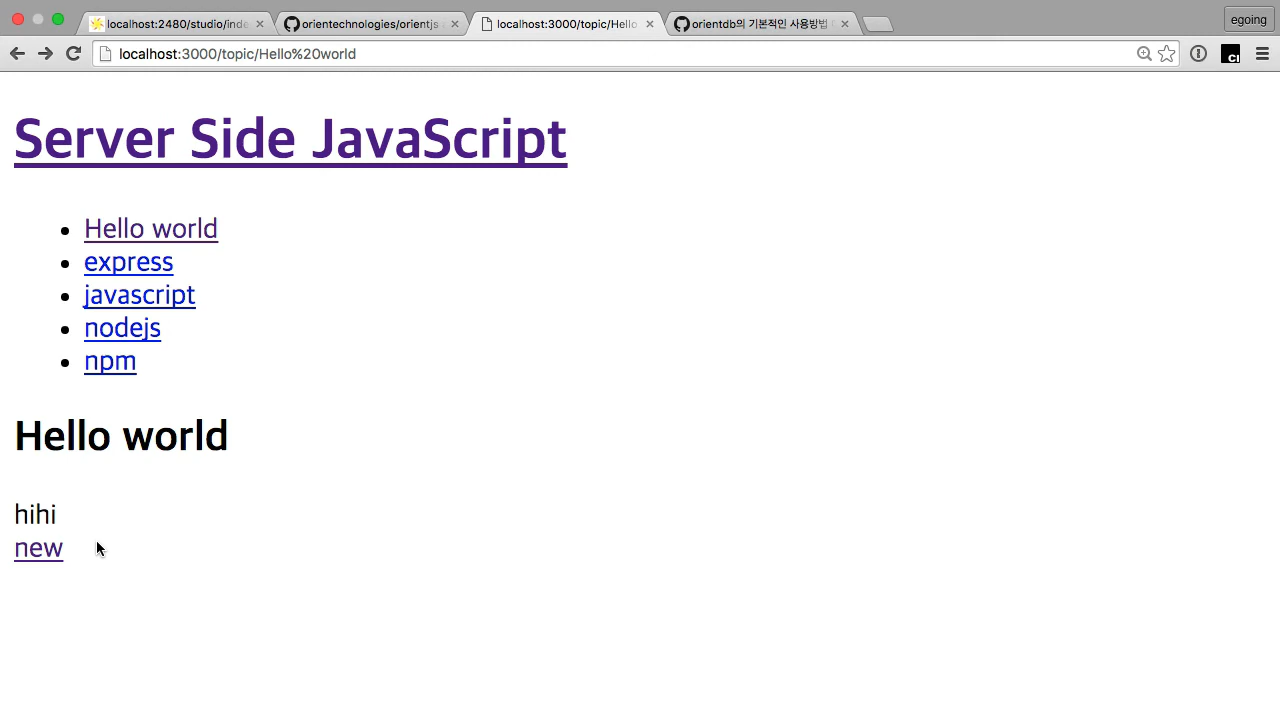 localhost:2480/studio/inde
orientechnologies/orientjs
localhost:3000/topic/Hello
orientdb의 기본적인 사용방법
egoing
localhost:3000/topic/Hello%20world
Server Side JavaScript
Hello world
express
javascript
nodejs
npm
Hello world
hihi
new